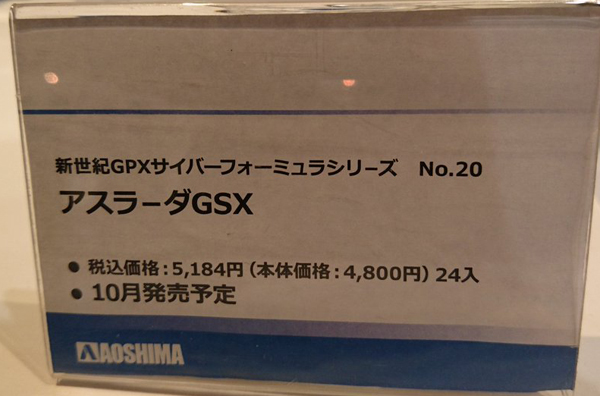 新世紀GPXサイバーフォーミュラシリーズ No.20
アスラーダGSX
● 税込価格:5,184円(本体価格:4,800円)24入
● 10月発売予定
AOSHIMA